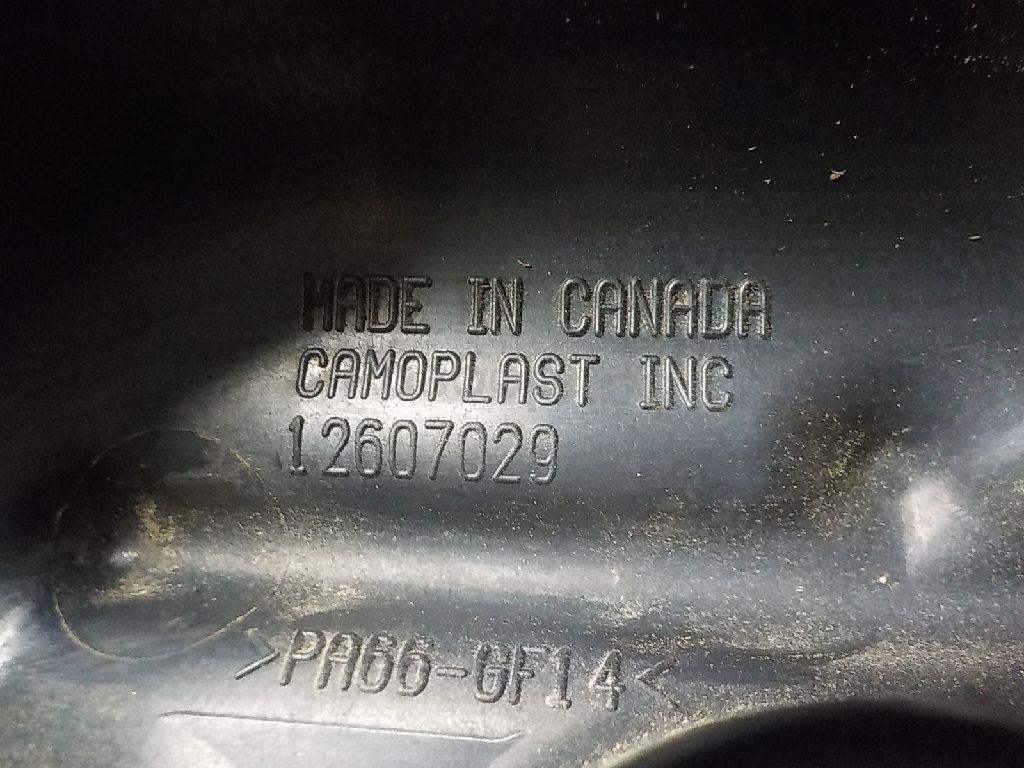 MADE IN CANADA
CAMOPLAST INC
12607029
>PA66-GF14<